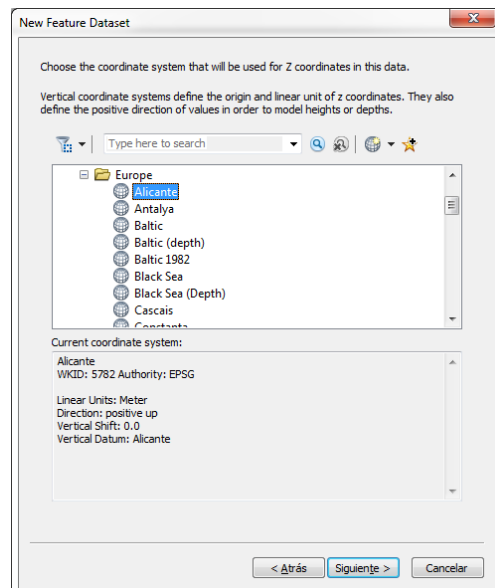 New Feature Dataset
Choose the coordinate system that will be used for Z coordinates in this data.
Vertical coordinate systems define the origin and linear unit of z coordinates. They also
define the positive direction of values in order to model heights or depths.
Type here to search
Europe
Alicante
Antalya
Baltic
Baltic (depth)
Baltic 1982
Black Sea
Black Sea (Depth)
Cascais
Constanta
Current coordinate system:
Alicante
WKID: 5782 Authority: EPSG
Linear Units: Meter
Direction: positive up
Vertical Shift: 0.0
Vertical Datum: Alicante
< Atrás
Siguiente >
Cancelar